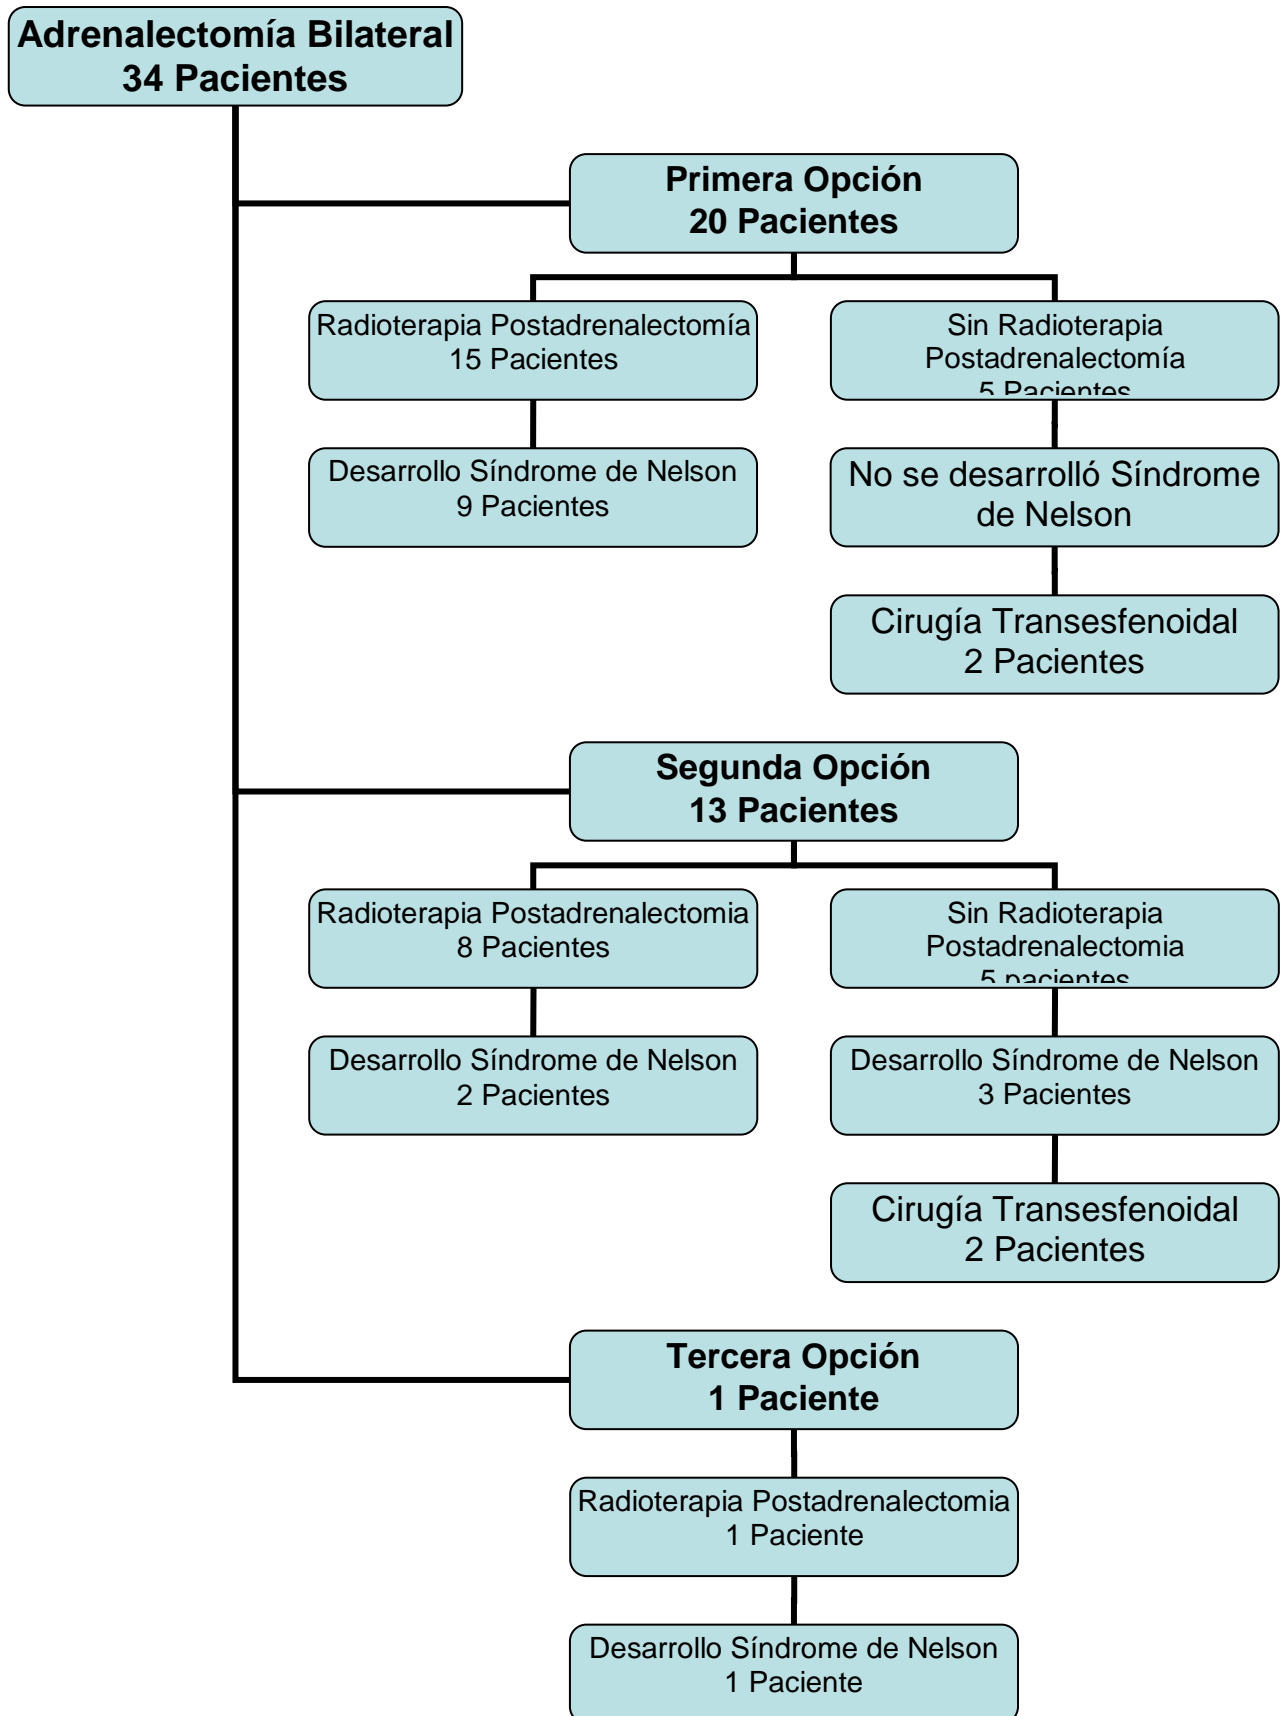 Adrenalectomía Bilateral
34 Pacientes
Primera Opción
20 Pacientes
Radioterapia Postadrenalectomía
15 Pacientes
Sin Radioterapia
Postadrenalectomía
5 Pacientes
Desarrollo Síndrome de Nelson
9 Pacientes
No se desarrolló Síndrome
de Nelson
Cirugía Transesfenoidal
2 Pacientes
Segunda Opción
13 Pacientes
Radioterapia Postadrenalectomia
8 Pacientes
Sin Radioterapia
Postadrenalectomia
5 pacientes
Desarrollo Síndrome de Nelson
2 Pacientes
Desarrollo Síndrome de Nelson
3 Pacientes
Cirugía Transesfenoidal
2 Pacientes
Tercera Opción
1 Paciente
Radioterapia Postadrenalectomia
1 Paciente
Desarrollo Síndrome de Nelson
1 Paciente